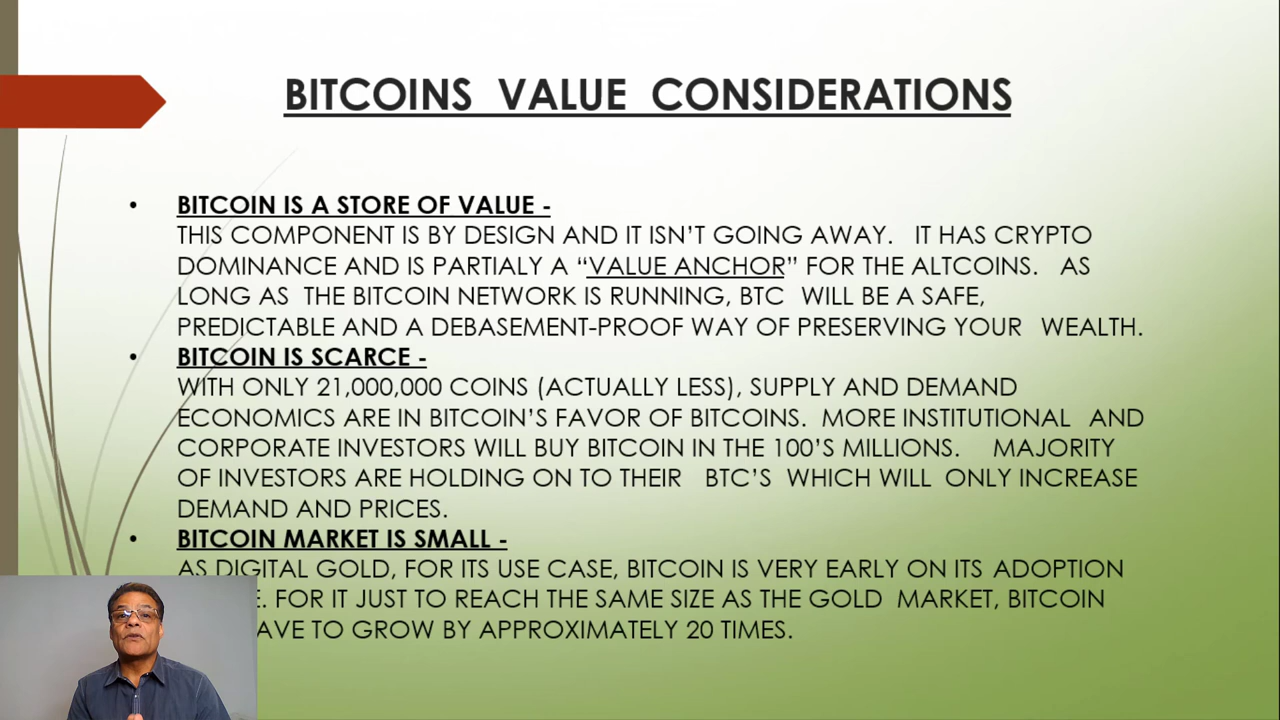 BITCOINS VALUE CONSIDERATIONS
• BITCOIN IS A STORE OF VALUE -
THIS COMPONENT IS BY DESIGN AND IT ISN’T GOING AWAY. IT HAS CRYPTO
DOMINANCE AND IS PARTIALY A “VALUE ANCHOR” FOR THE ALTCOINS. AS
LONG AS THE BITCOIN NETWORK IS RUNNING, BTC WILL BE A SAFE,
PREDICTABLE AND A DEBASEMENT-PROOF WAY OF PRESERVING YOUR WEALTH.
• BITCOIN IS SCARCE -
WITH ONLY 21,000,000 COINS (ACTUALLY LESS), SUPPLY AND DEMAND
ECONOMICS ARE IN BITCOIN’S FAVOR OF BITCOINS. MORE INSTITUTIONAL AND
CORPORATE INVESTORS WILL BUY BITCOIN IN THE 100’S MILLIONS. MAJORITY
OF INVESTORS ARE HOLDING ON TO THEIR BTC’S WHICH WILL ONLY INCREASE
DEMAND AND PRICES.
• BITCOIN MARKET IS SMALL -
AS DIGITAL GOLD, FOR ITS USE CASE, BITCOIN IS VERY EARLY ON ITS ADOPTION
FOR IT JUST TO REACH THE SAME SIZE AS THE GOLD MARKET, BITCOIN
TO GROW BY APPROXIMATELY 20 TIMES.